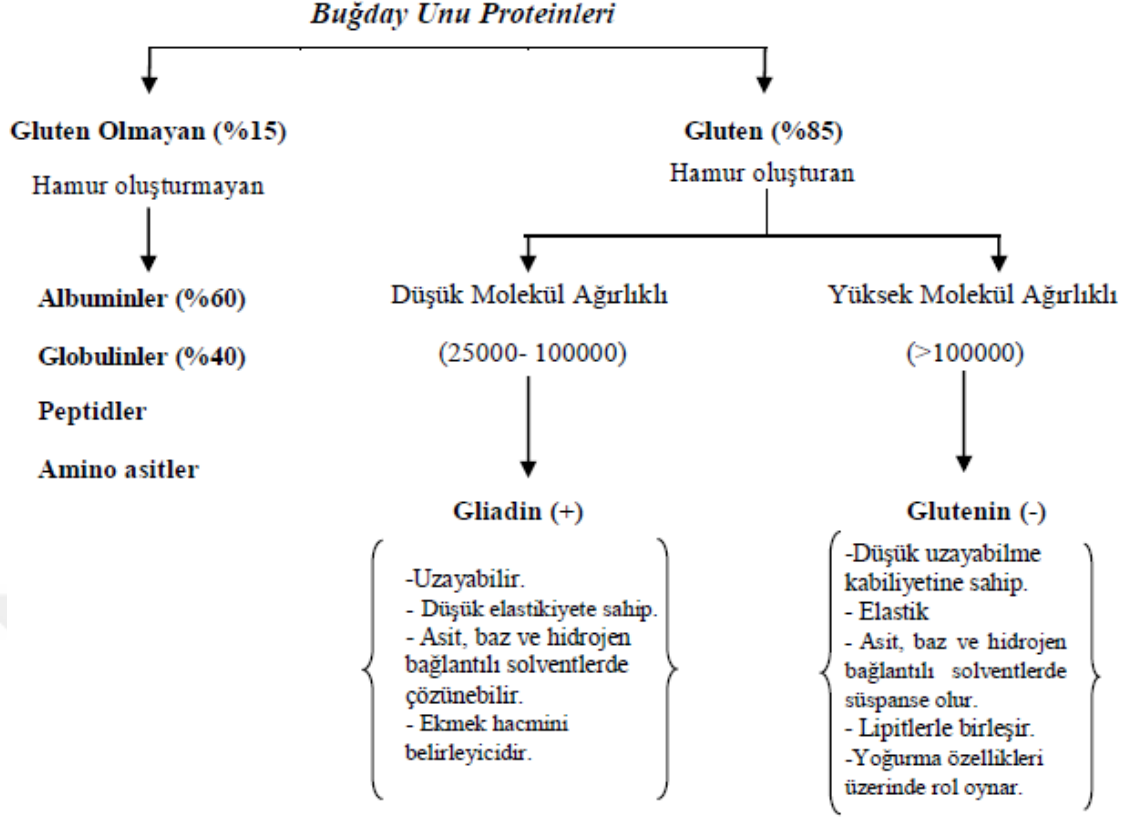 Buğday Unu Proteinleri
Gluten Olmayan (%15)
Hamur oluşturmayan
Albuminler (%60)
Globulinler (%40)
Peptidler
Amino asitler
Gluten (%85)
Hamur oluşturan
Düşük Molekül Ağırlıklı
(25000- 100000)
Gliadin (+)
-Uzayabilir.
- Düşük elastikiyete sahip.
- Asit, baz ve hidrojen
bağlantılı solventlerde
çözünebilir.
- Ekmek hacmini
belirleyicidir.
Yüksek Molekül Ağırlıklı
(>100000)
Glutenin (-)
-Düşük uzayabilme
kabiliyetine sahip.
- Elastik
- Asit, baz ve hidrojen
bağlantılı solventlerde
süspanse olur.
- Lipitlerle birleşir.
-Yoğurma özellikleri
üzerinde rol oynar.